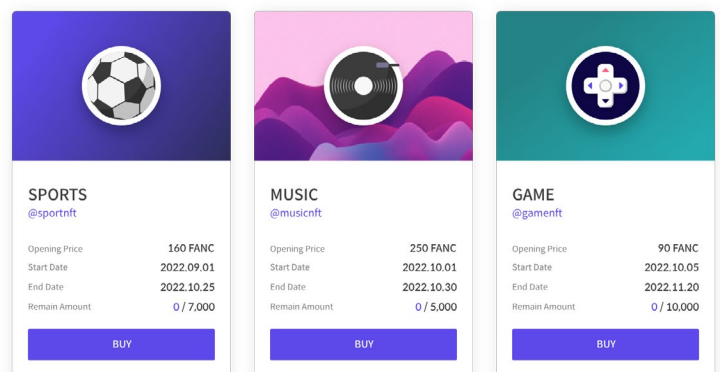 SPORTS
@sportnft
Opening Price 160 FANC
Start Date 2022.09.01
End Date 2022.10.25
Remain Amount 0 / 7,000
BUY
MUSIC
@musicnft
Opening Price 250 FANC
Start Date 2022.10.01
End Date 2022.10.30
Remain Amount 0 / 5,000
BUY
GAME
@gamenft
Opening Price 90 FANC
Start Date 2022.10.05
End Date 2022.11.20
Remain Amount 0 / 10,000
BUY